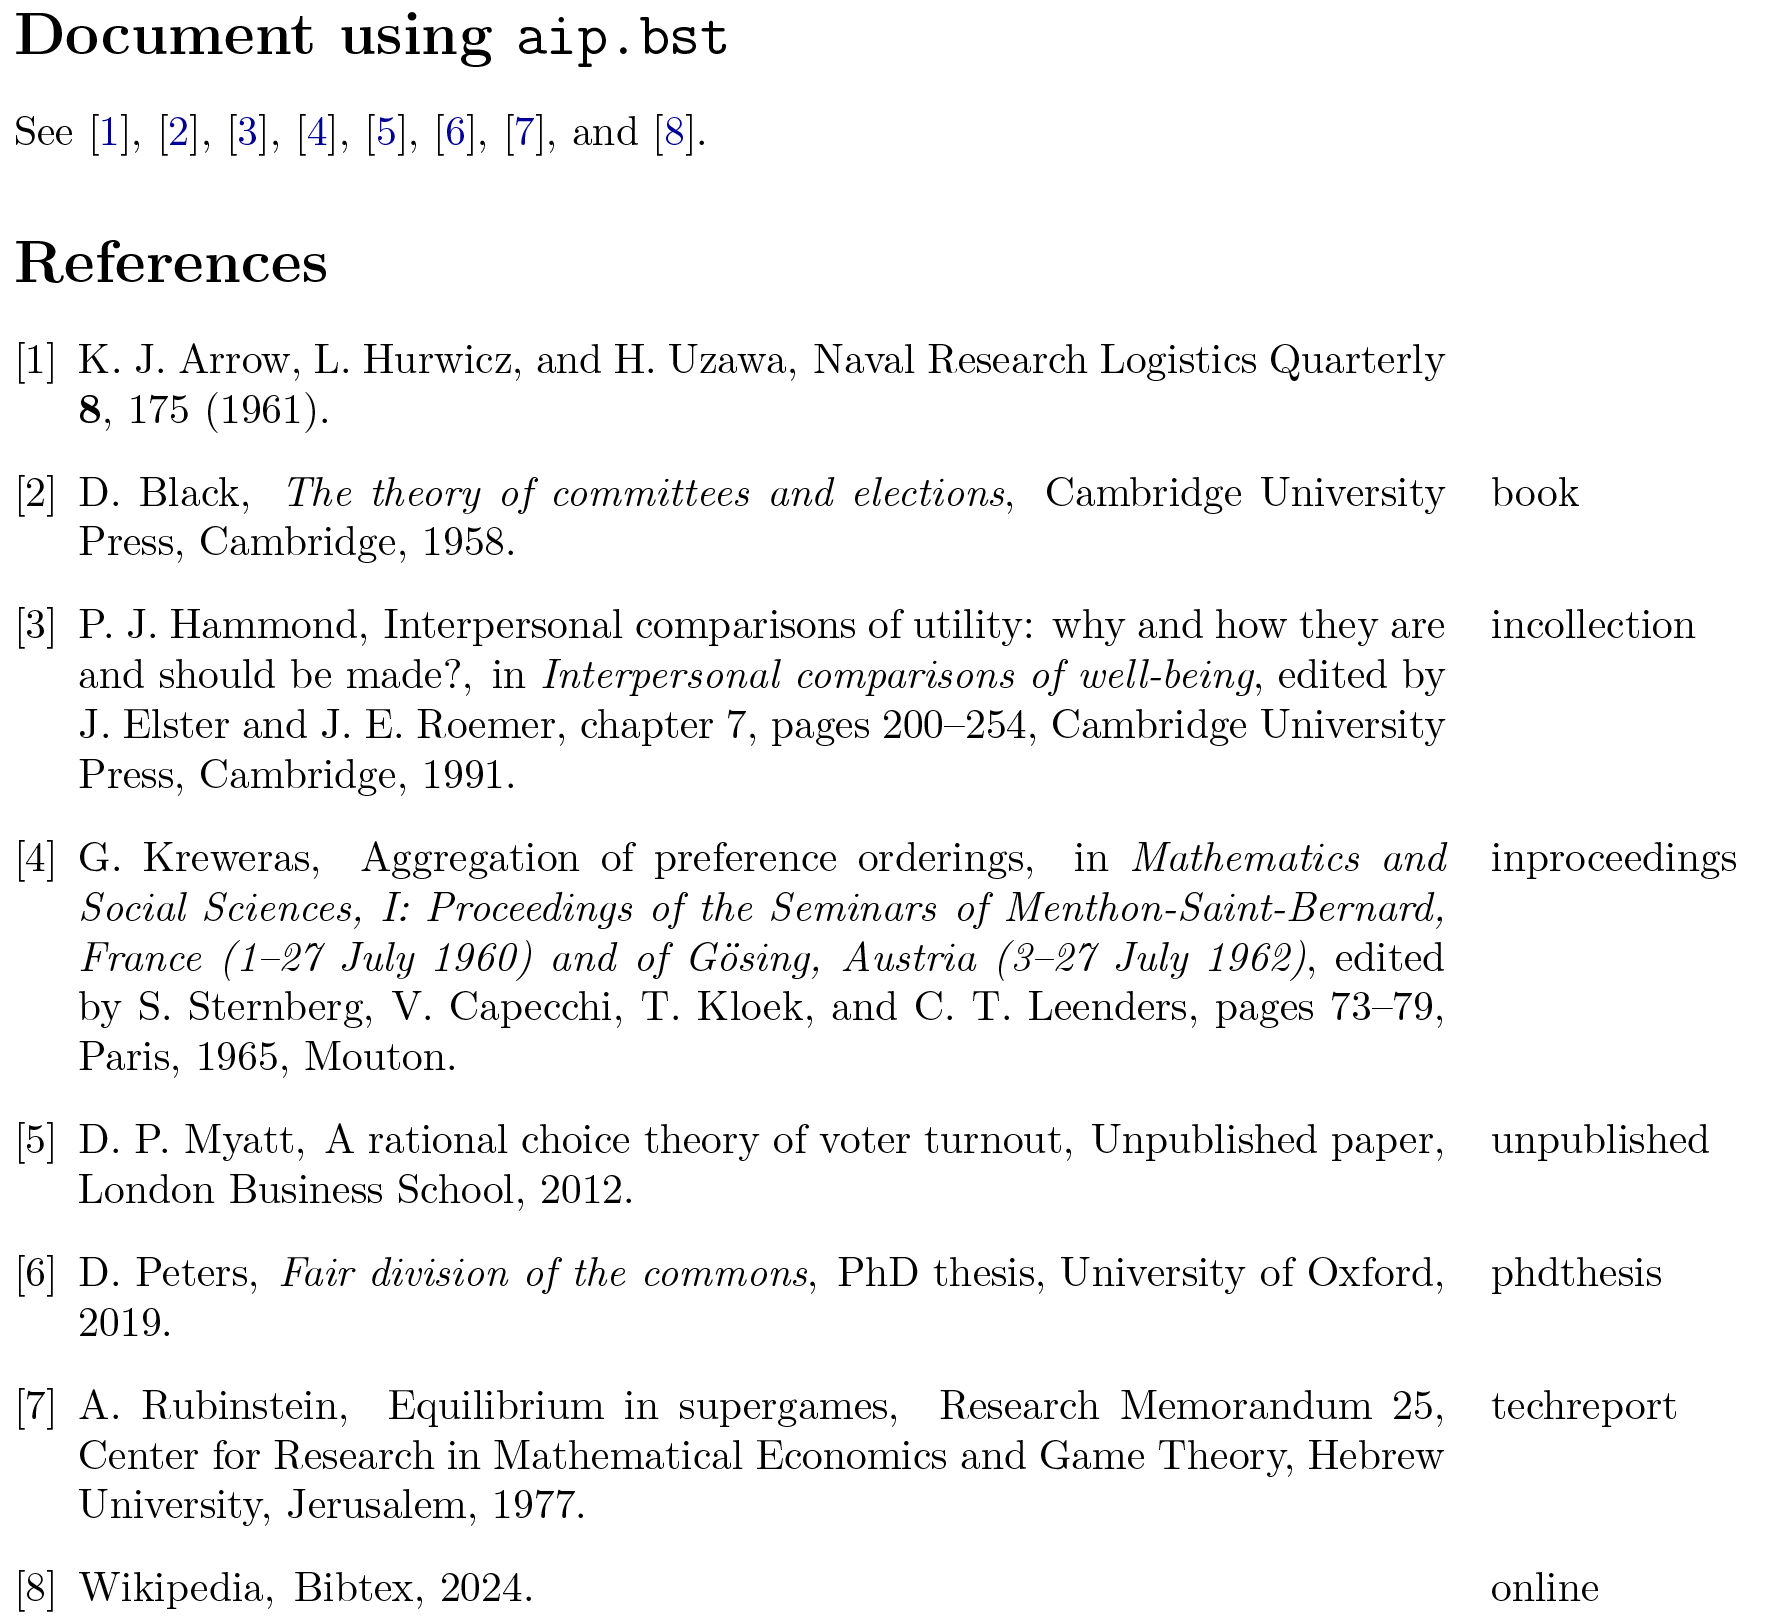 Document using aip.bst
See [1], [2], [3], [4], [5], [6], [7], and [8].
References
[1] K. J. Arrow, L. Hurwicz, and H. Uzawa, Naval Research Logistics Quarterly
8, 175 (1961).
[2] D. Black, The theory of committees and elections, Cambridge University book
Press, Cambridge, 1958.
[3] P. J. Hammond, Interpersonal comparisons of utility: why and how they are incollection
and should be made?, in Interpersonal comparisons of well-being, edited by
J. Elster and J. E. Roemer, chapter 7, pages 200–254, Cambridge University
Press, Cambridge, 1991.
[4] G. Kreweras, Aggregation of preference orderings, in Mathematics and inproceedings
Social Sciences, I: Proceedings of the Seminars of Menthon-Saint-Bernard,
France (1–27 July 1960) and of Gösing, Austria (3–27 July 1962), edited
by S. Sternberg, V. Capecchi, T. Kloek, and C. T. Leenders, pages 73–79,
Paris, 1965, Mouton.
[5] D. P. Myatt, A rational choice theory of voter turnout, Unpublished paper, unpublished
London Business School, 2012.
[6] D. Peters, Fair division of the commons, PhD thesis, University of Oxford, phdthesis
2019.
[7] A. Rubinstein, Equilibrium in supergames, Research Memorandum 25, techreport
Center for Research in Mathematical Economics and Game Theory, Hebrew
University, Jerusalem, 1977.
[8] Wikipedia, Bibtex, 2024. online